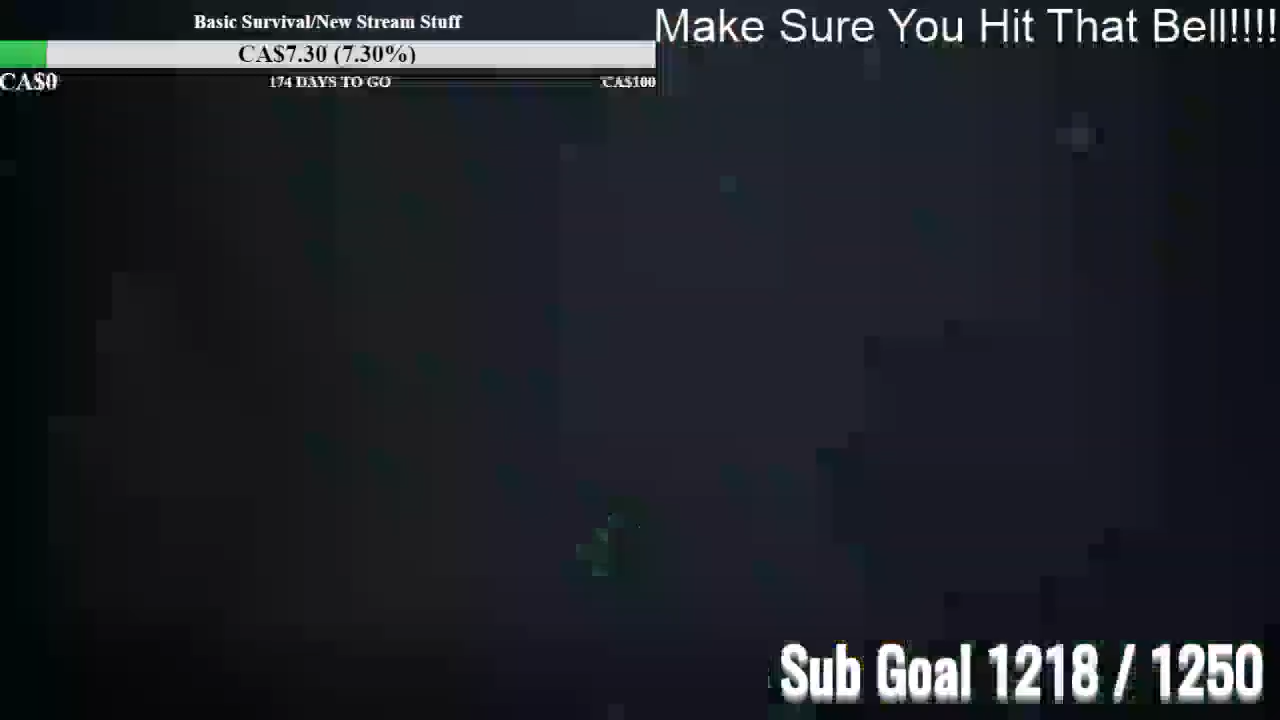 Basic Survival/New Stream Stuff
Make Sure You Hit That Bell!!!!
CA$7.30 (7.30%)
CA$0 174 DAYS TO GO CA$100
Sub Goal 1218 / 1250